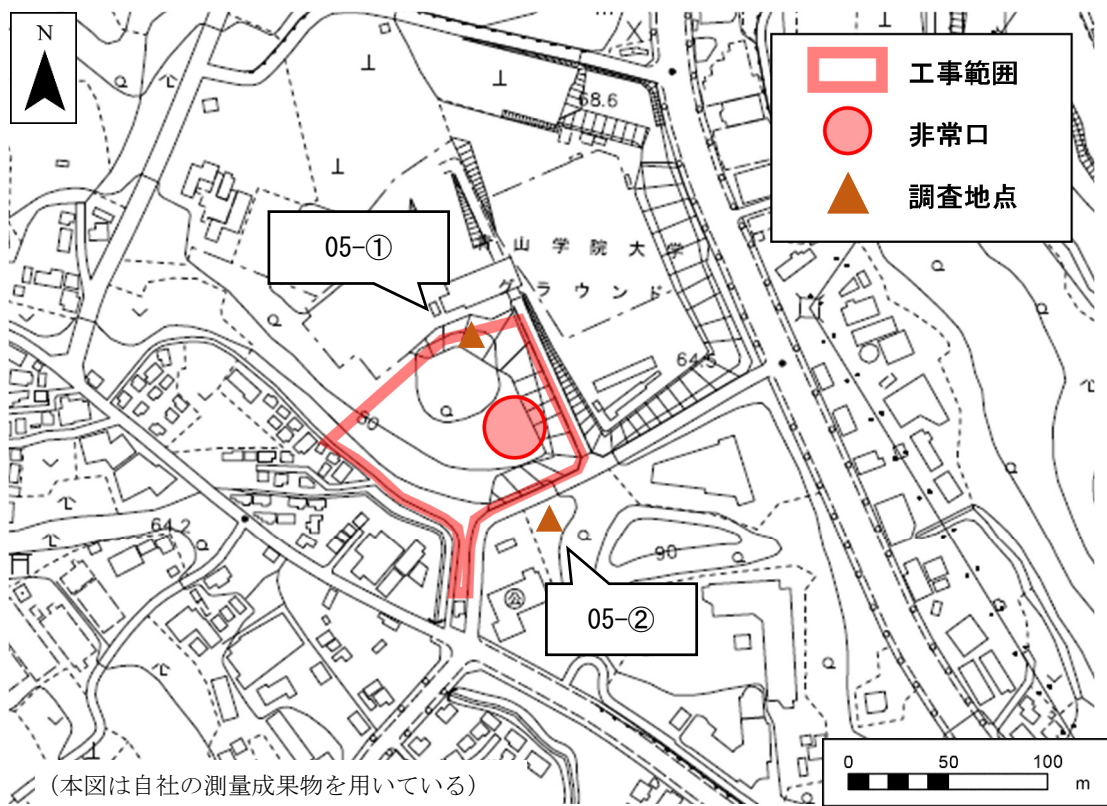 N
68.6
工事範囲
非常口
調査地点
05-①
山学院大学
グラウンド
64.5
60
64.2
90
05-②
0 50 100
m
（本図は自社の測量成果物を用いている）